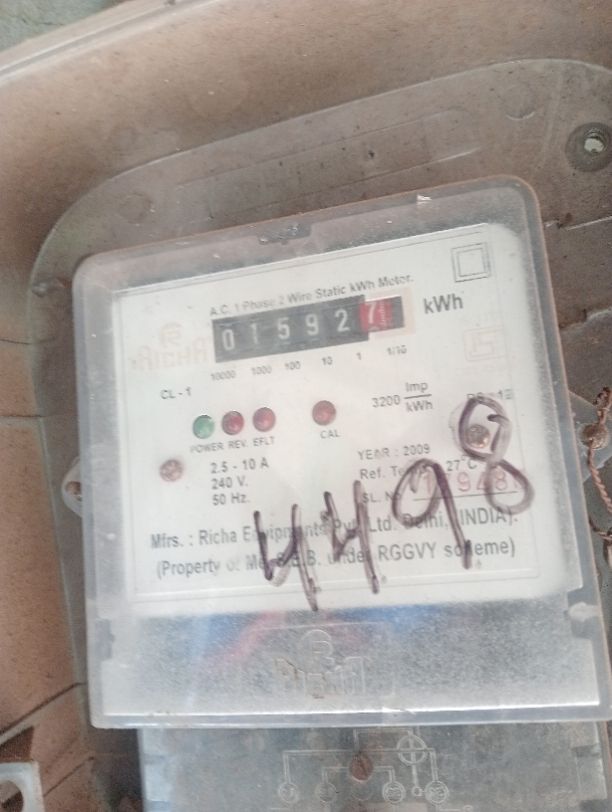 A.C. 1 Phase 2 Wire Static kWh Meter.
015927 kWh
RICHA
10000 1000 100 10 1 1/10
CL - 1
3200 Imp/kWh
POWER REV. EFLT CAL
2.5 - 10 A
240 V.
50 Hz.
YEAR : 2009
Ref. 27°C
SL. No
4498
Mfrs. : Richa Equipments Pvt. Ltd. Delhi, (INDIA).
(Property of Me.S.E.B. under RGGVY scheme)